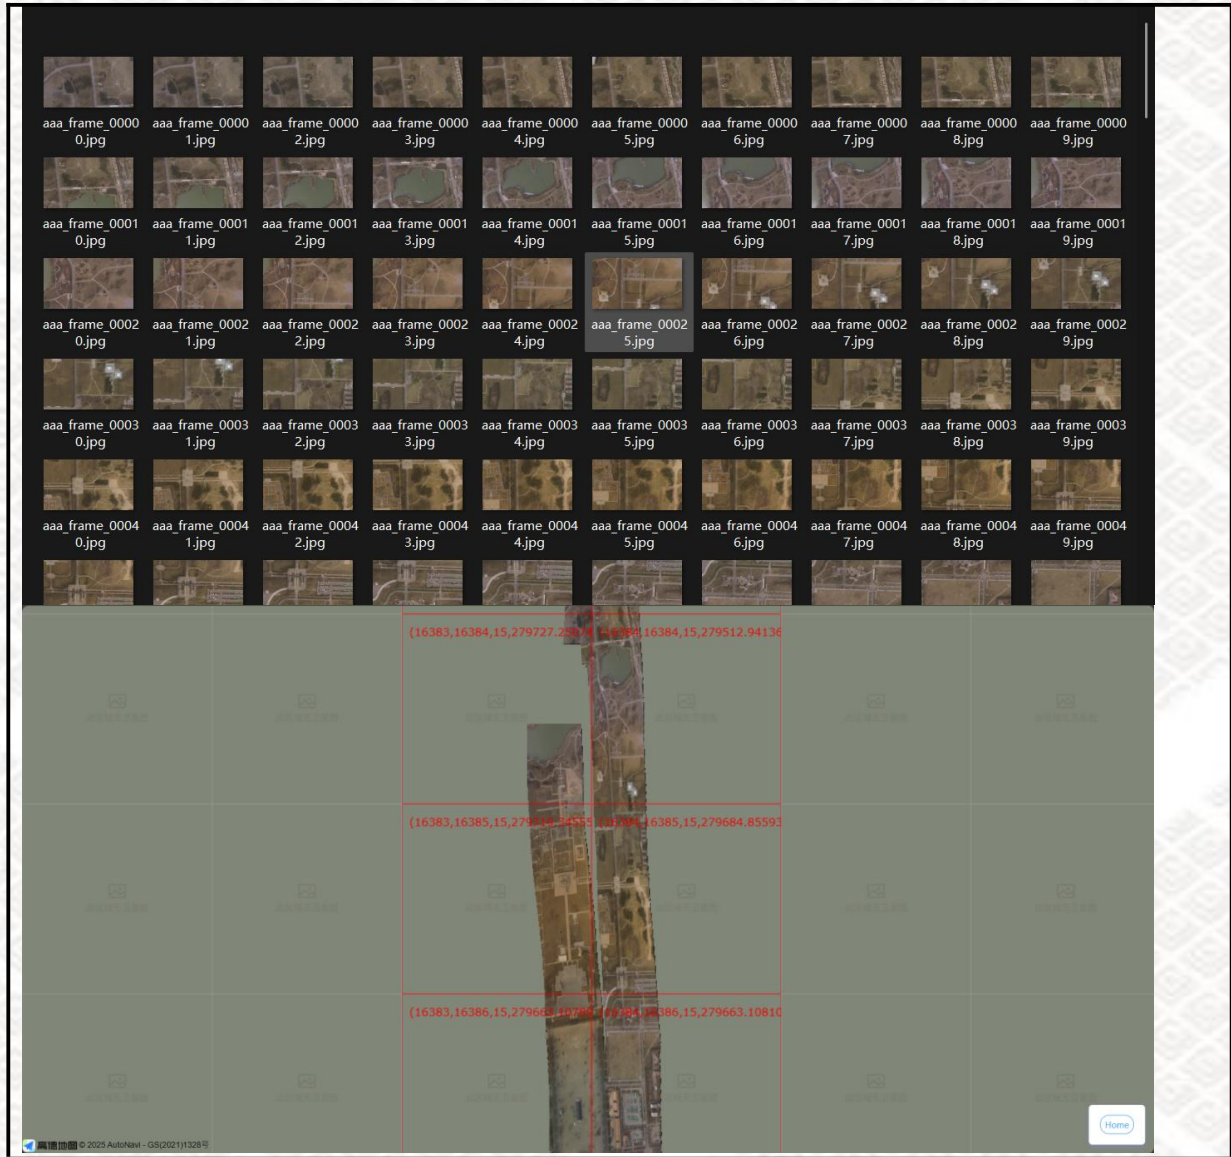 aaa_frame_0000 aaa_frame_0000 aaa_frame_0000 aaa_frame_0000 aaa_frame_0000 aaa_frame_0000 aaa_frame_0000 aaa_frame_0000 aaa_frame_0000 aaa_frame_0000
0.jpg 1.jpg 2.jpg 3.jpg 4.jpg 5.jpg 6.jpg 7.jpg 8.jpg 9.jpg
aaa_frame_0001 aaa_frame_0001 aaa_frame_0001 aaa_frame_0001 aaa_frame_0001 aaa_frame_0001 aaa_frame_0001 aaa_frame_0001 aaa_frame_0001 aaa_frame_0001
0.jpg 1.jpg 2.jpg 3.jpg 4.jpg 5.jpg 6.jpg 7.jpg 8.jpg 9.jpg
aaa_frame_0002 aaa_frame_0002 aaa_frame_0002 aaa_frame_0002 aaa_frame_0002 aaa_frame_0002 aaa_frame_0002 aaa_frame_0002 aaa_frame_0002 aaa_frame_0002
0.jpg 1.jpg 2.jpg 3.jpg 4.jpg 5.jpg 6.jpg 7.jpg 8.jpg 9.jpg
aaa_frame_0003 aaa_frame_0003 aaa_frame_0003 aaa_frame_0003 aaa_frame_0003 aaa_frame_0003 aaa_frame_0003 aaa_frame_0003 aaa_frame_0003 aaa_frame_0003
0.jpg 1.jpg 2.jpg 3.jpg 4.jpg 5.jpg 6.jpg 7.jpg 8.jpg 9.jpg
aaa_frame_0004 aaa_frame_0004 aaa_frame_0004 aaa_frame_0004 aaa_frame_0004 aaa_frame_0004 aaa_frame_0004 aaa_frame_0004 aaa_frame_0004 aaa_frame_0004
0.jpg 1.jpg 2.jpg 3.jpg 4.jpg 5.jpg 6.jpg 7.jpg 8.jpg 9.jpg
(16383,16384,15,279727.2 16384,15,279512.94136
(16383,16385,15,279 16385,15,279684.85593
(16383,16386,15,279663. 16386,15,279663.10810
Home
高德地图 © 2025 AutoNavi - GS(2021)1328号